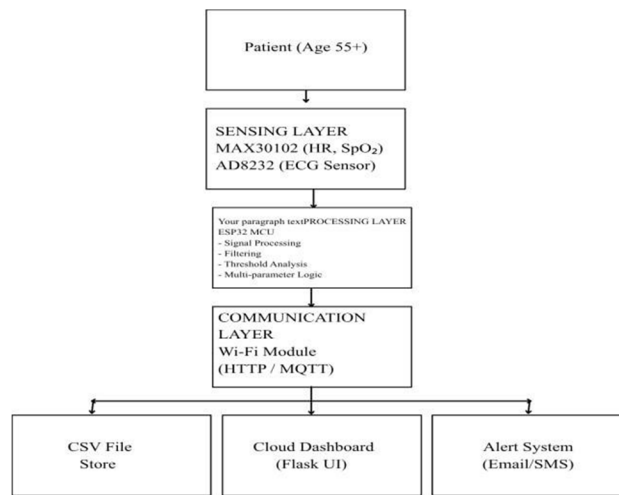 Patient (Age 55+)
SENSING LAYER
MAX30102 (HR, SpO₂)
AD8232 (ECG Sensor)
Your paragraph textPROCESSING LAYER
ESP32 MCU
- Signal Processing
- Filtering
- Threshold Analysis
- Multi-parameter Logic
COMMUNICATION
LAYER
Wi-Fi Module
(HTTP / MQTT)
CSV File
Store
Cloud Dashboard
(Flask UI)
Alert System
(Email/SMS)